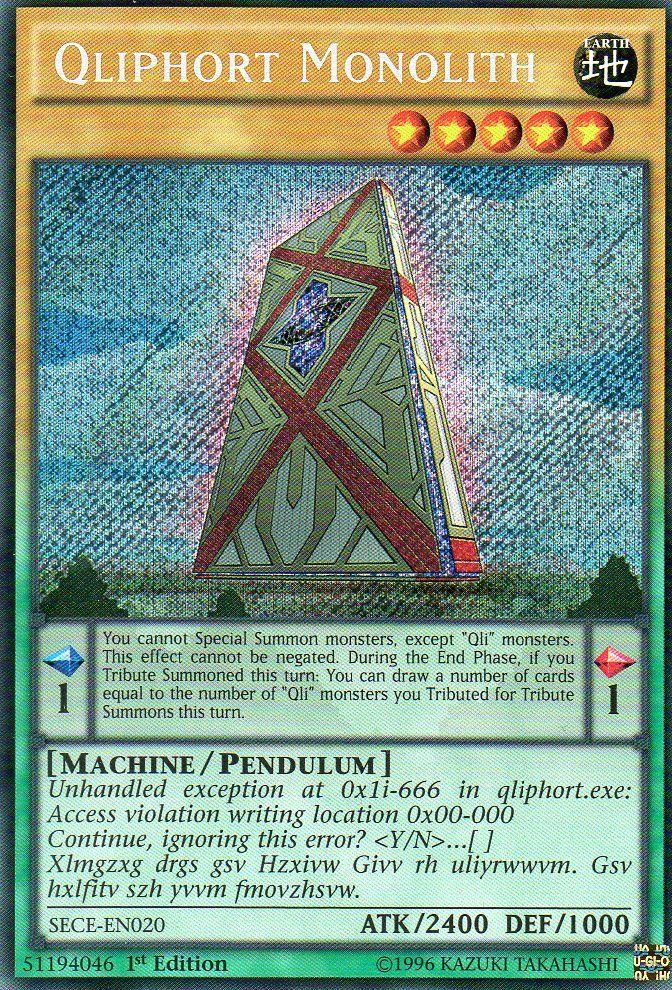 QLIPHORT MONOLITH
EARTH
地
You cannot Special Summon monsters, except "Qli" monsters.
This effect cannot be negated. During the End Phase, if you
Tribute Summoned this turn: You can draw a number of cards
equal to the number of "Qli" monsters you Tributed for Tribute
Summons this turn.
1
1
[MACHINE/PENDULUM]
Unhandled exception at 0x1i-666 in qliphort.exe:
Access violation writing location 0x00-000
Continue, ignoring this error? <Y/N>...[ ]
Xlmgzxg drgs gsv Hzxivw Givv rh uliyrwwvm. Gsv
hxlfitv szh yvvm fmovzhsvw.
SECE-EN020
ATK/2400 DEF/1000
51194046 1st Edition
©1996 KAZUKI TAKAHASHI